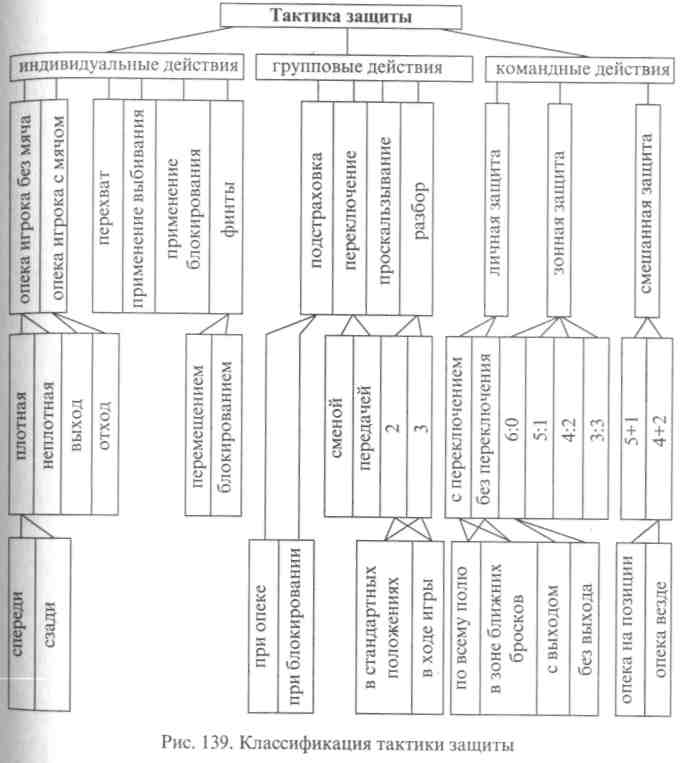 Тактика защиты
индивидуальные действия
групповые действия
командные действия
опека игрока без мяча
опека игрока с мячом
перехват
применение выбивания
применение
блокирования
финты
подстраховка
переключение
проскальзывание
разбор
личная защита
зонная защита
смешанная защита
плотная
неплотная
выход
отход
перемещением
блокированием
сменой
передачей
2
3
с переключением
без переключения
6:0
5:1
4:2
3:3
5+1
4+2
спереди
сзади
при опеке
при блокировании
в стандартных
положениях
в ходе игры
по всему полю
в зоне ближних
бросков
с выходом
без выхода
опека на позиции
опека везде
Рис. 139. Классификация тактики защиты